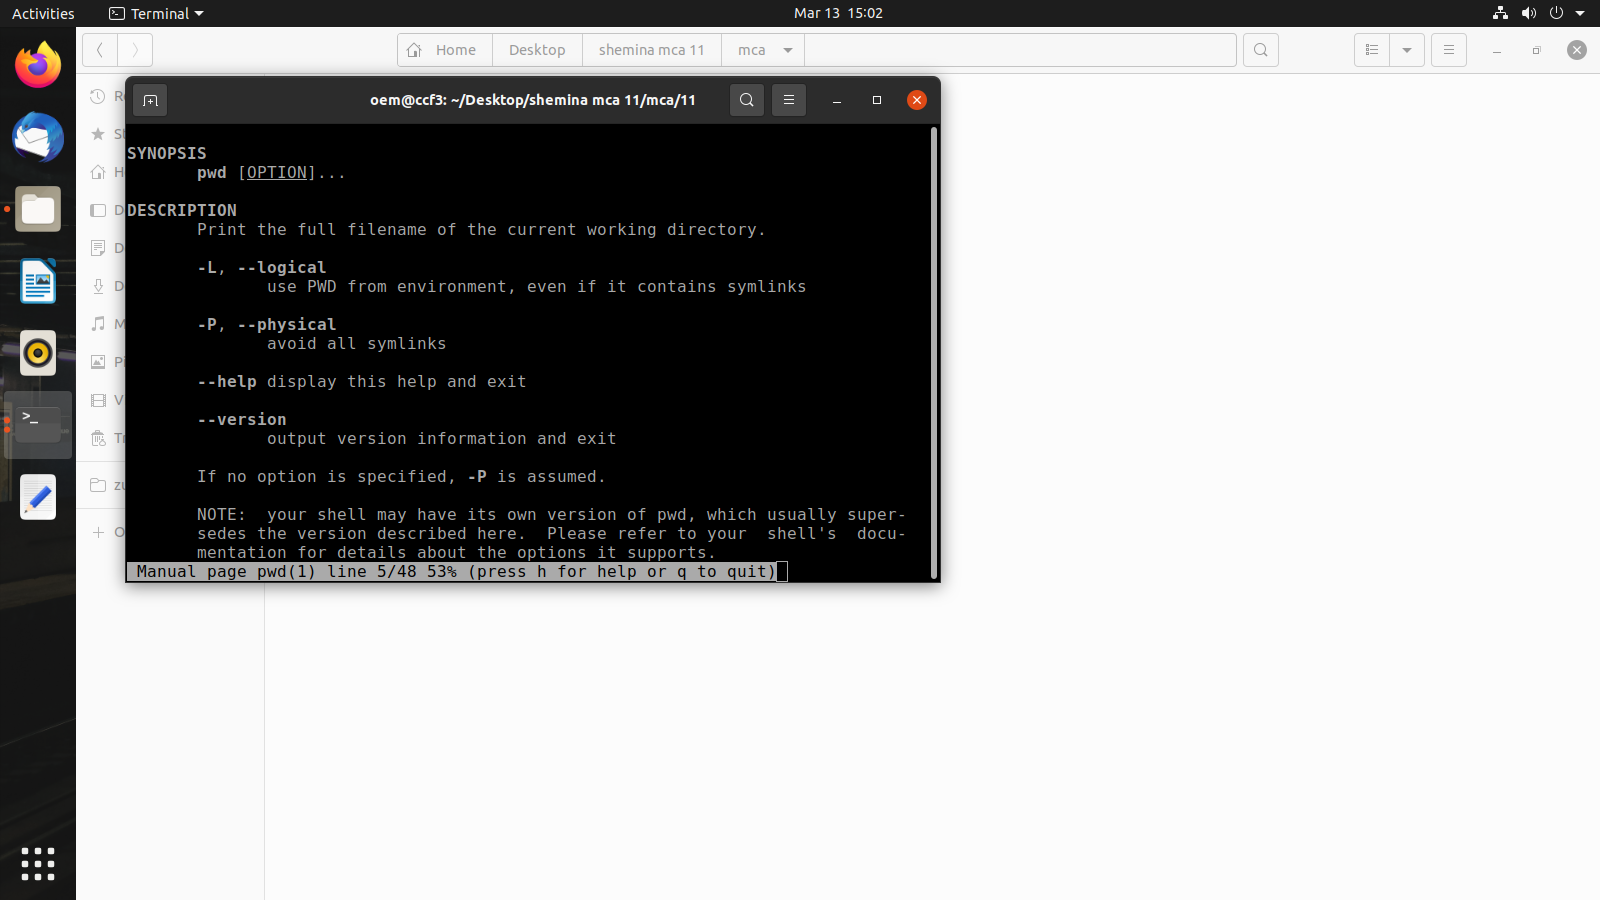 Activities Terminal Mar 13 15:02
Home Desktop shemina mca 11 mca
oem@ccf3: ~/Desktop/shemina mca 11/mca/11
SYNOPSIS
pwd [OPTION]...
DESCRIPTION
Print the full filename of the current working directory.
-L, --logical
use PWD from environment, even if it contains symlinks
-P, --physical
avoid all symlinks
--help display this help and exit
--version
output version information and exit
If no option is specified, -P is assumed.
NOTE:  your shell may have its own version of pwd, which usually super-
sedes the version described here.  Please refer to your  shell's  docu-
mentation for details about the options it supports.
Manual page pwd(1) line 5/48 53% (press h for help or q to quit)